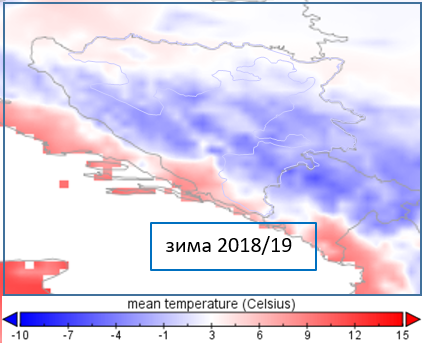 зима 2018/19
mean temperature (Celsius)
-10 -7 -4 -1 3 6 9 12 15